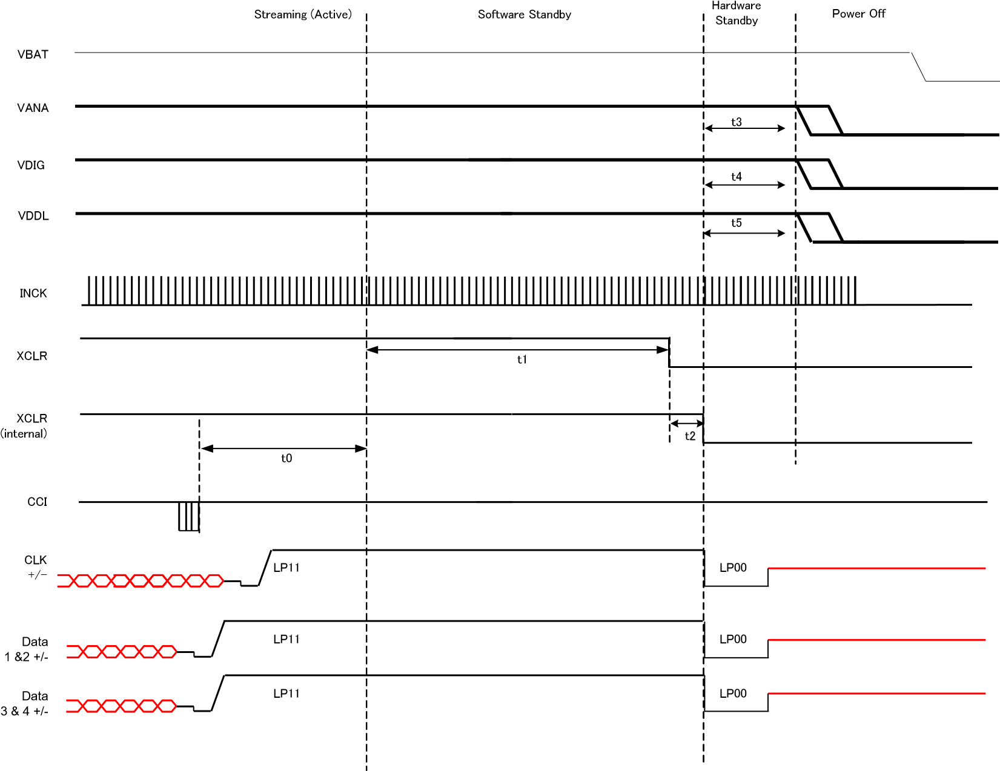 Streaming (Active)
Software Standby
Hardware
Standby
Power Off
VBAT
VANA
t3
VDIG
t4
VDDL
t5
INCK
XCLR
t1
XCLR
(internal)
t2
t0
CCI
CLK
+/-
LP11
LP00
Data
1 &2 +/-
LP11
LP00
Data
3 & 4 +/-
LP11
LP00